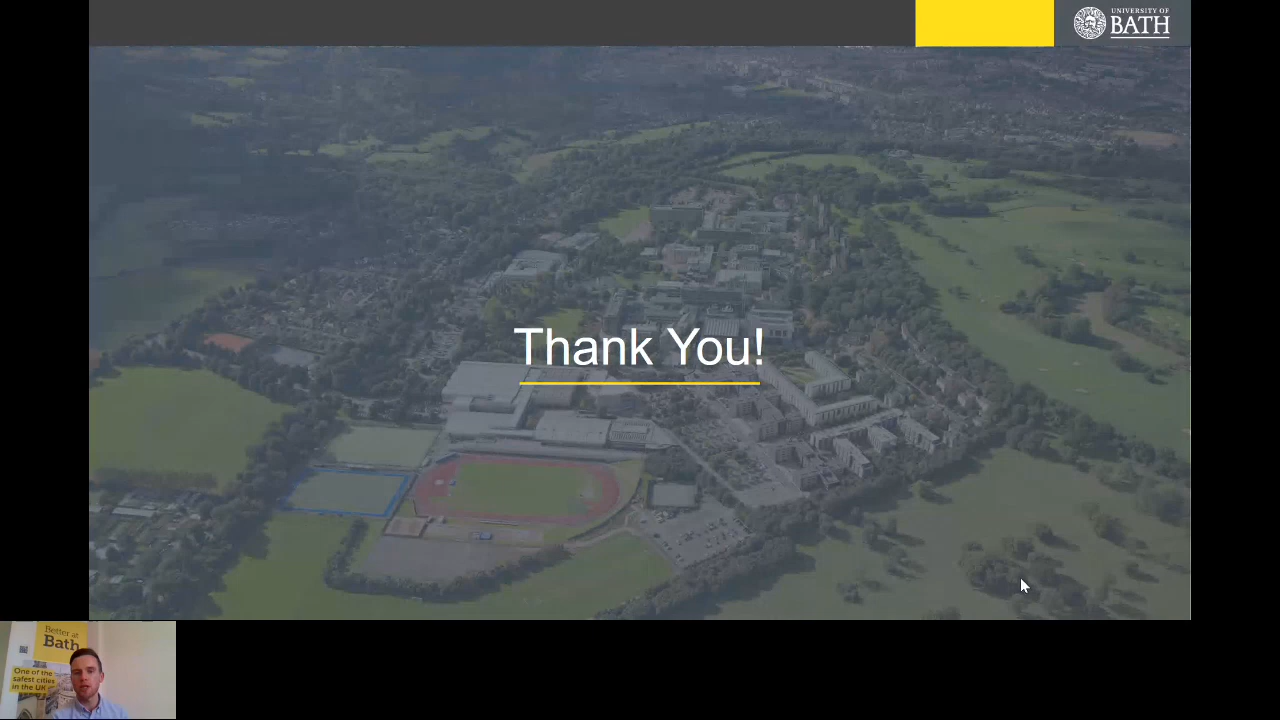 UNIVERSITY OF
BATH
Thank You!
Better at
Bath
One of the
safest cities
in the UK